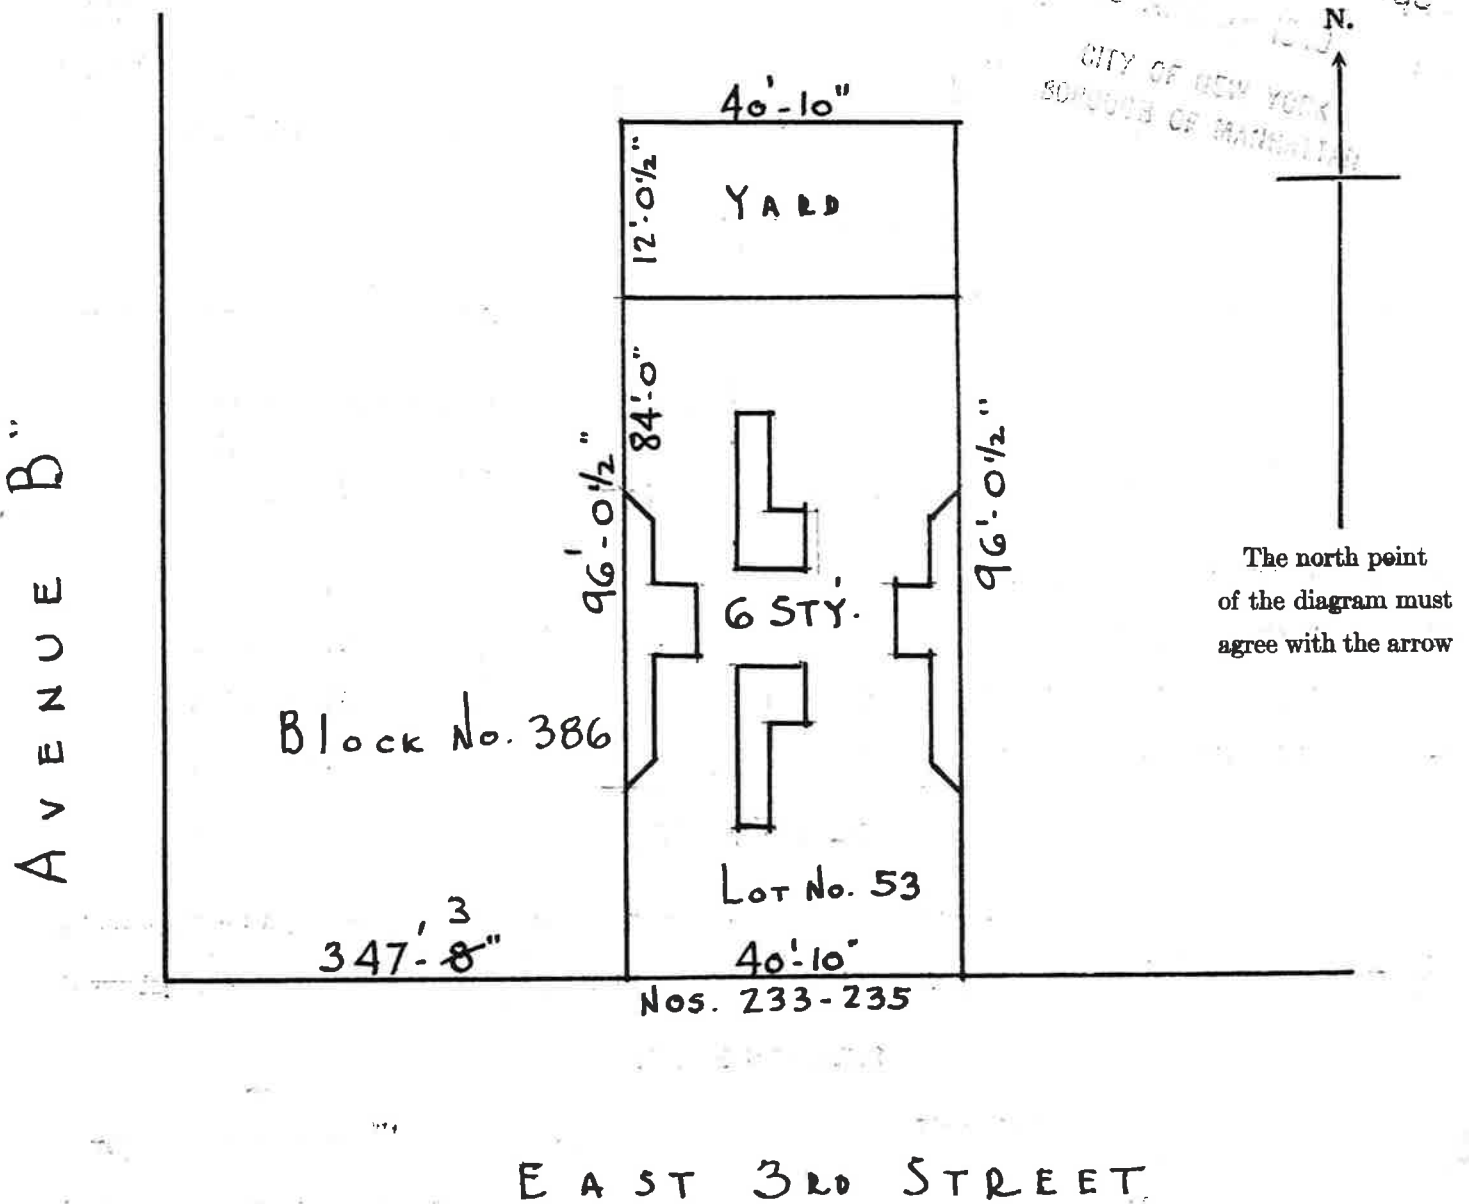 N.
CITY OF NEW YORK
BOROUGH OF MANHATTAN
40'-10"
12'-0½"
YARD
84'-0"
96'-0½"
96'-0½"
AVENUE B"
6 STY.
The north point
of the diagram must
agree with the arrow
Block No. 386
LOT No. 53
3
347'-8"
40'-10"
Nos. 233-235
EAST 3RD STREET